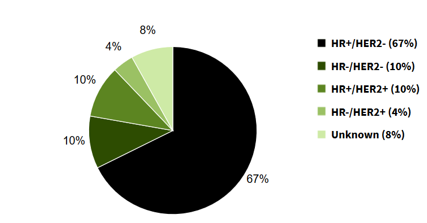 8%
4%
10%
10%
67%
HR+/HER2- (67%)
HR-/HER2- (10%)
HR+/HER2+ (10%)
HR-/HER2+ (4%)
Unknown (8%)